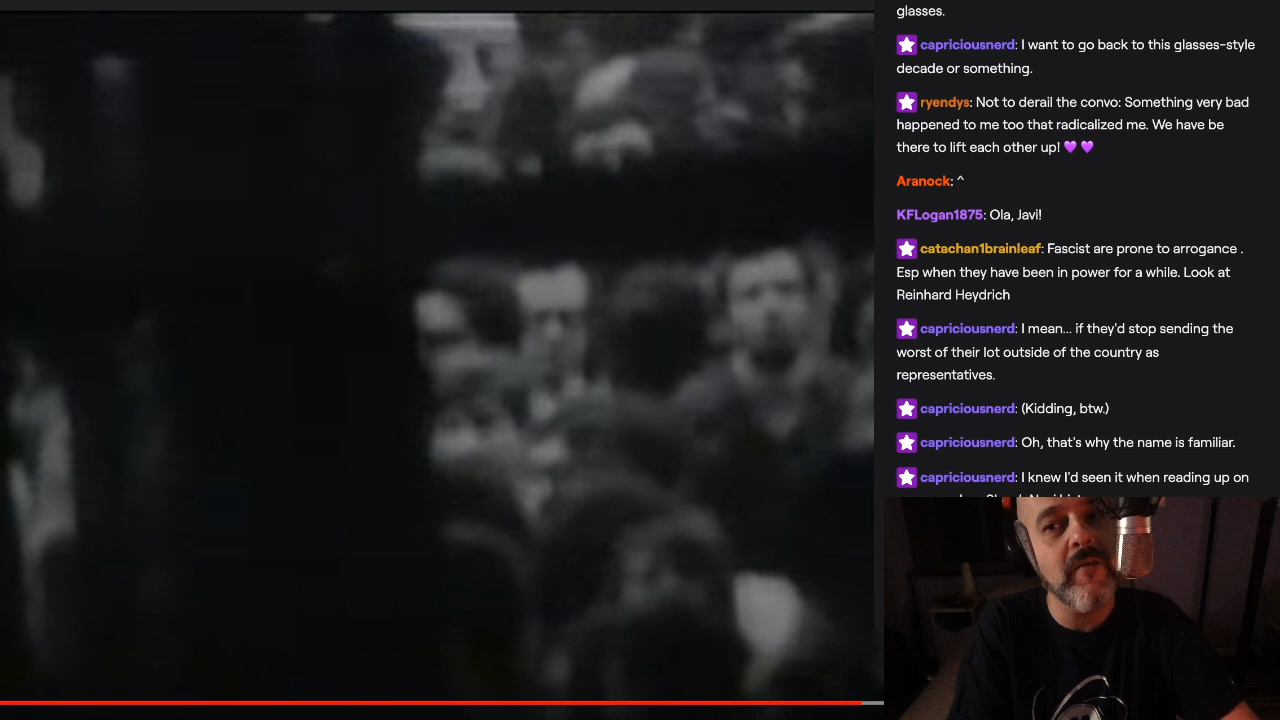 glasses.
capriciousnerd: I want to go back to this glasses-style
decade or something.
ryendys: Not to derail the convo: Something very bad
happened to me too that radicalized me. We have be
there to lift each other up! 💜 💜
Aranock: ^
KFLogan1875: Ola, Javi!
catachan1brainleaf: Fascist are prone to arrogance .
Esp when they have been in power for a while. Look at
Reinhard Heydrich
capriciousnerd: I mean... if they'd stop sending the
worst of their lot outside of the country as
representatives.
capriciousnerd: (Kidding, btw.)
capriciousnerd: Oh, that's why the name is familiar.
capriciousnerd: I knew I'd seen it when reading up on